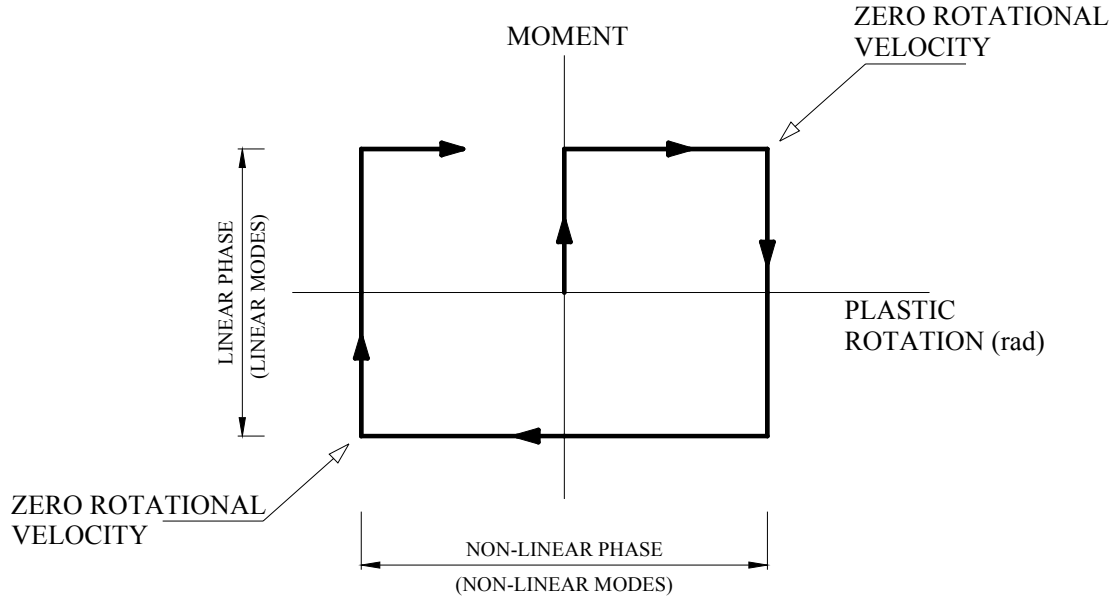 ZERO ROTATIONAL
VELOCITY
MOMENT
LINEAR PHASE
(LINEAR MODES)
PLASTIC
ROTATION (rad)
ZERO ROTATIONAL
VELOCITY
NON-LINEAR PHASE
(NON-LINEAR MODES)